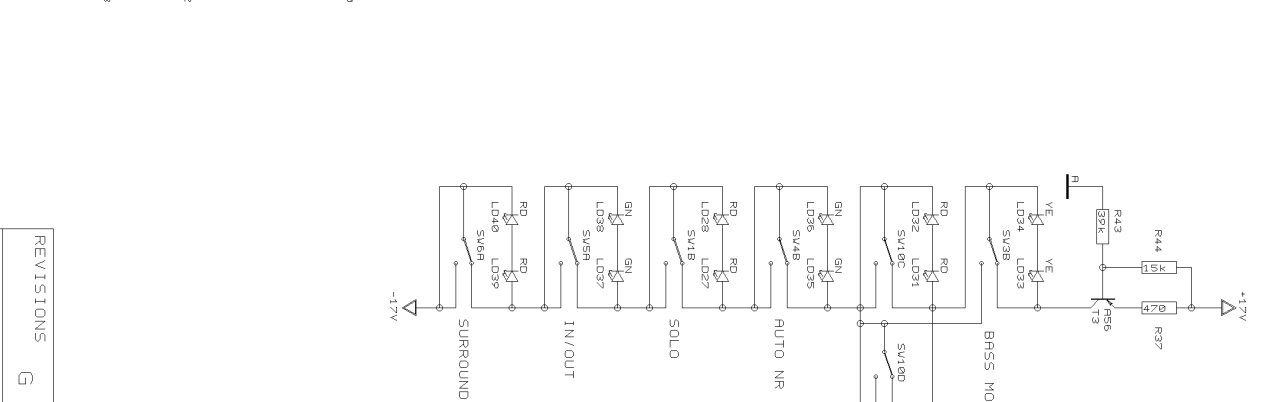 REVISIONS
G
-17V
+17V
A
RD
LD40
RD
LD39
SW6A
SURROUND
GN
LD38
GN
LD37
SW5A
IN/OUT
RD
LD28
RD
LD27
SW1B
SOLO
GN
LD36
GN
LD35
SW4B
AUTO NR
RD
LD32
RD
LD31
SW10C
SW10D
YE
LD34
YE
LD33
SW3B
BASS MO
R43
39k
R44
15k
A56
T3
470
R37